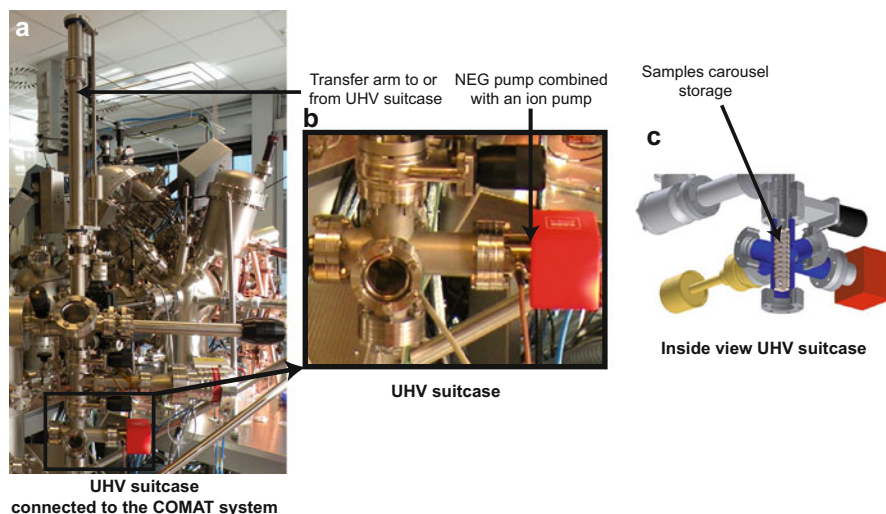 a
Transfer arm to or
from UHV suitcase
NEG pump combined
with an ion pump
b
Samples carousel
storage
c
Inside view UHV suitcase
UHV suitcase
UHV suitcase
connected to the COMAT system